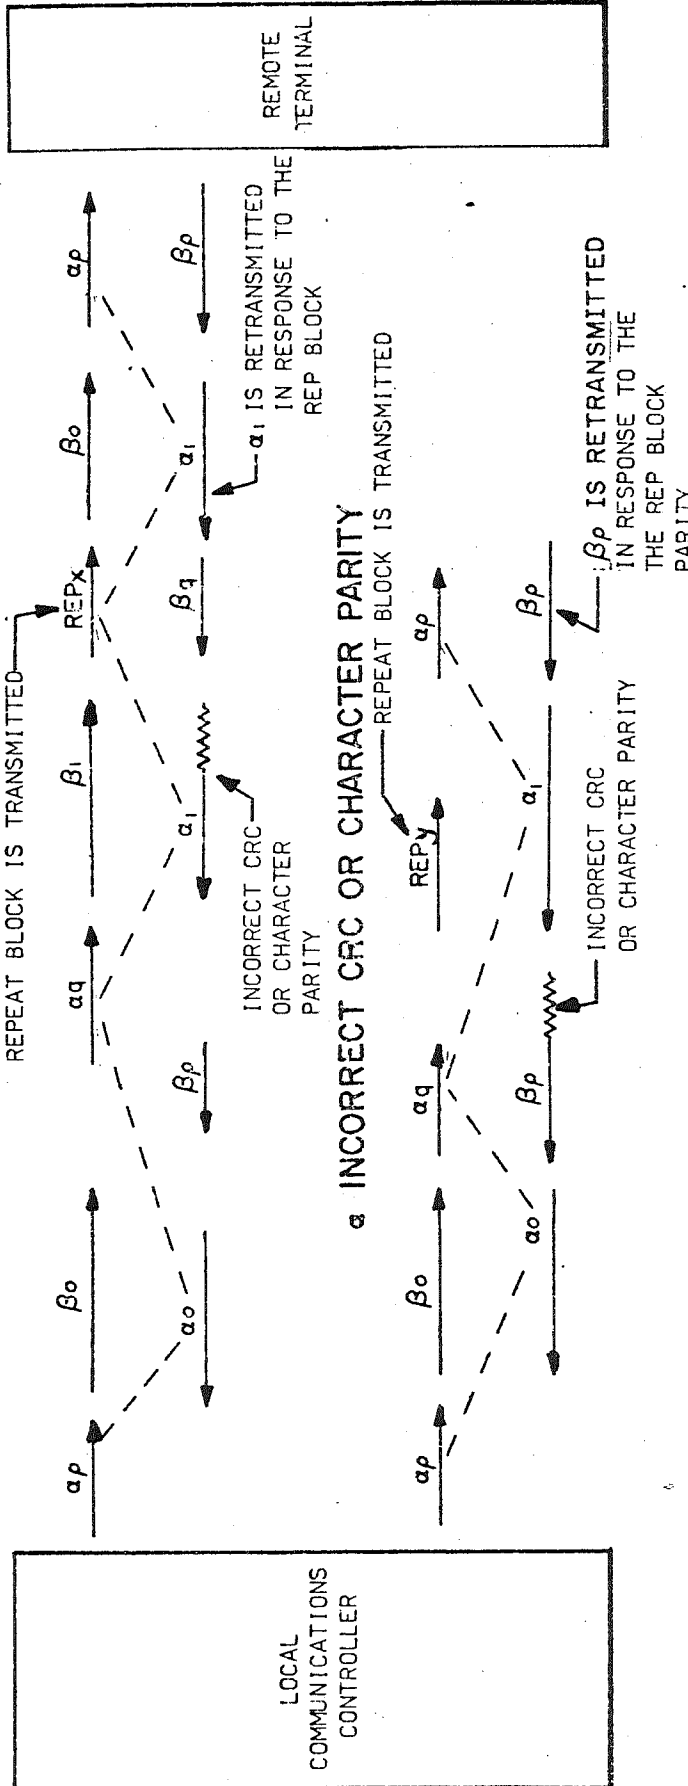 LOCAL
COMMUNICATIONS
CONTROLLER
REMOTE
TERMINAL
REPEAT BLOCK IS TRANSMITTED
αρ βο αq β₁ REPx βο αρ
αο βρ α₁ βq α₁ βρ
INCORRECT CRC
OR CHARACTER
PARITY
α₁ IS RETRANSMITTED
IN RESPONSE TO THE
REP BLOCK
a INCORRECT CRC OR CHARACTER PARITY
REPEAT BLOCK IS TRANSMITTED
αρ βο αq REPy αρ
αο βρ α₁ βρ
INCORRECT CRC
OR CHARACTER PARITY
βρ IS RETRANSMITTED
IN RESPONSE TO THE
THE REP BLOCK
PARITY